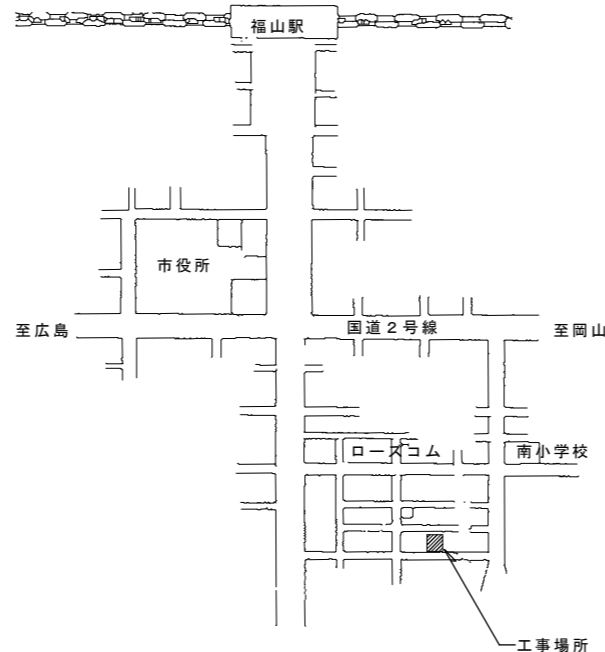 福山駅
市役所
至広島
国道２号線
至岡山
ローズコム
南小学校
工事場所